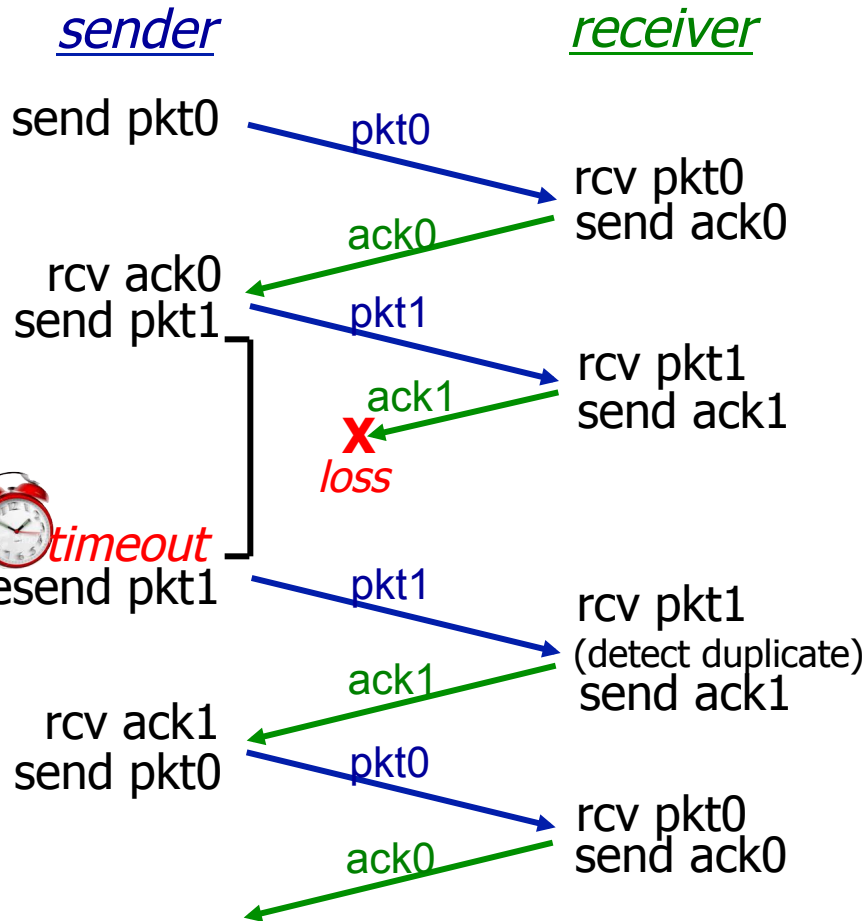 sender
receiver
send pkt0
pkt0
rcv pkt0
send ack0
ack0
rcv ack0
send pkt1
pkt1
rcv pkt1
send ack1
ack1
X
loss
timeout
esend pkt1
pkt1
rcv pkt1
(detect duplicate)
send ack1
ack1
rcv ack1
send pkt0
pkt0
rcv pkt0
send ack0
ack0